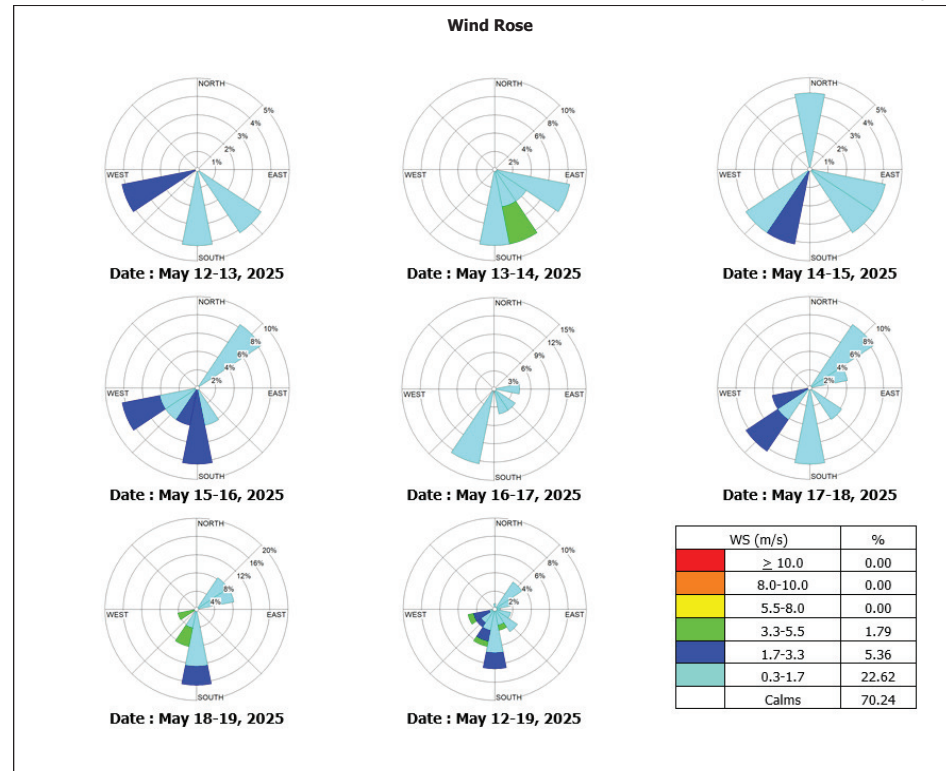 Wind Rose
NORTH
5%
4%
3%
2%
1%
WEST
EAST
SOUTH
Date : May 12-13, 2025
NORTH
10%
8%
6%
4%
2%
WEST
EAST
SOUTH
Date : May 13-14, 2025
NORTH
5%
4%
3%
2%
1%
WEST
EAST
SOUTH
Date : May 14-15, 2025
NORTH
10%
8%
6%
4%
2%
WEST
EAST
SOUTH
Date : May 15-16, 2025
NORTH
15%
12%
9%
6%
3%
WEST
EAST
SOUTH
Date : May 16-17, 2025
NORTH
10%
8%
6%
4%
2%
WEST
EAST
SOUTH
Date : May 17-18, 2025
NORTH
20%
16%
12%
8%
4%
WEST
EAST
SOUTH
Date : May 18-19, 2025
NORTH
10%
8%
6%
4%
2%
WEST
EAST
SOUTH
Date : May 12-19, 2025
WS (m/s) %
≥ 10.0 0.00
8.0-10.0 0.00
5.5-8.0 0.00
3.3-5.5 1.79
1.7-3.3 5.36
0.3-1.7 22.62
Calms 70.24